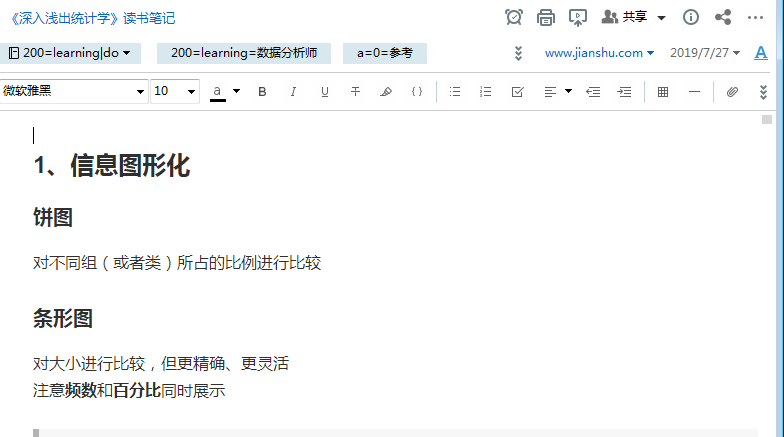 《深入浅出统计学》读书笔记
共享
200=learning|do
200=learning=数据分析师
a=0=参考
www.jianshu.com
2019/7/27
A
微软雅黑
10
a
B
I
U
T
{}
1、信息图形化
饼图
对不同组（或者类）所占的比例进行比较
条形图
对大小进行比较，但更精确、更灵活
注意频数和百分比同时展示